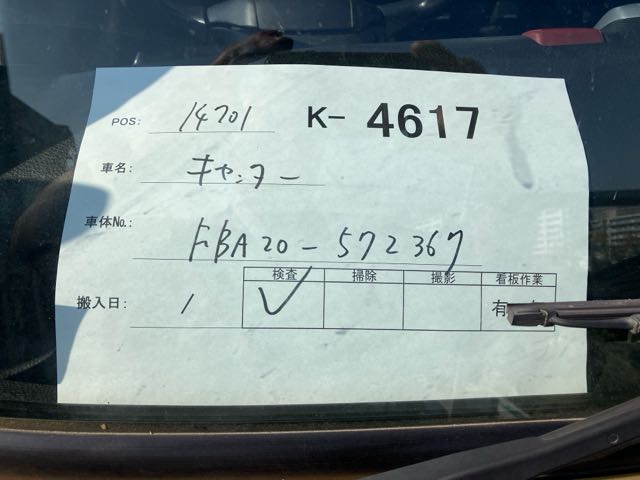 POS: 14701 K- 4617
車名: キャンター
車体No.: FBA20-572367
検査 掃除 撮影 看板作業
搬入日: 1 ✓ 有